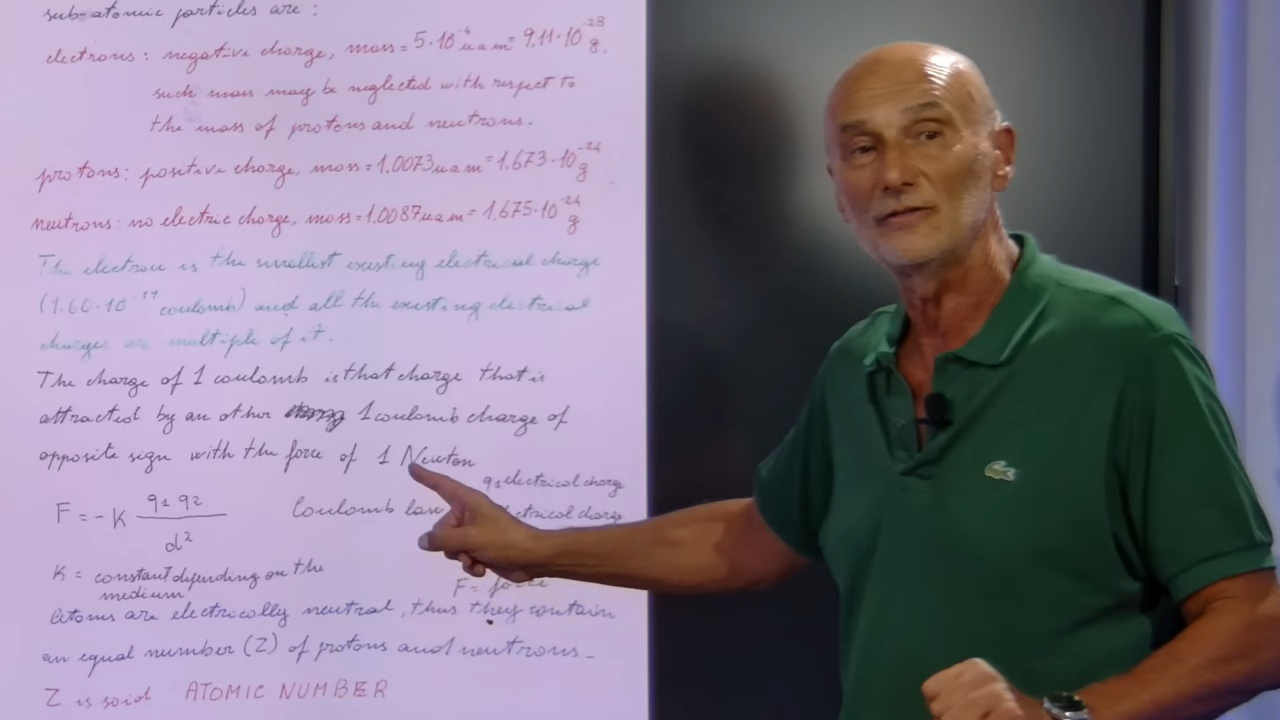 sub-atomic particles are :
electrons : negative charge, mass = 5·10⁻⁴ u a m = 9.11·10⁻²⁸ g.
such mass may be neglected with respect to
the mass of protons and neutrons.
protons : positive charge, mass = 1.0073 u a m = 1.673·10⁻²⁴ g
neutrons : no electric charge, mass = 1.0087 u a m = 1.675·10⁻²⁴ g
The electron is the smallest existing electrical charge
(1.60·10⁻¹⁹ coulomb) and all the existing electrical
charges are multiple of it.
The charge of 1 coulomb is that charge that is
attracted by an other 1 coulomb charge of
opposite sign with the force of 1 Newton
q₁ electrical charge
F = -K q₁ q₂ / d²
Coulomb law
electrical charge
K = constant depending on the
medium
F = force
Atoms are electrically neutral, thus they contain
an equal number (Z) of protons and neutrons_
Z is said ATOMIC NUMBER